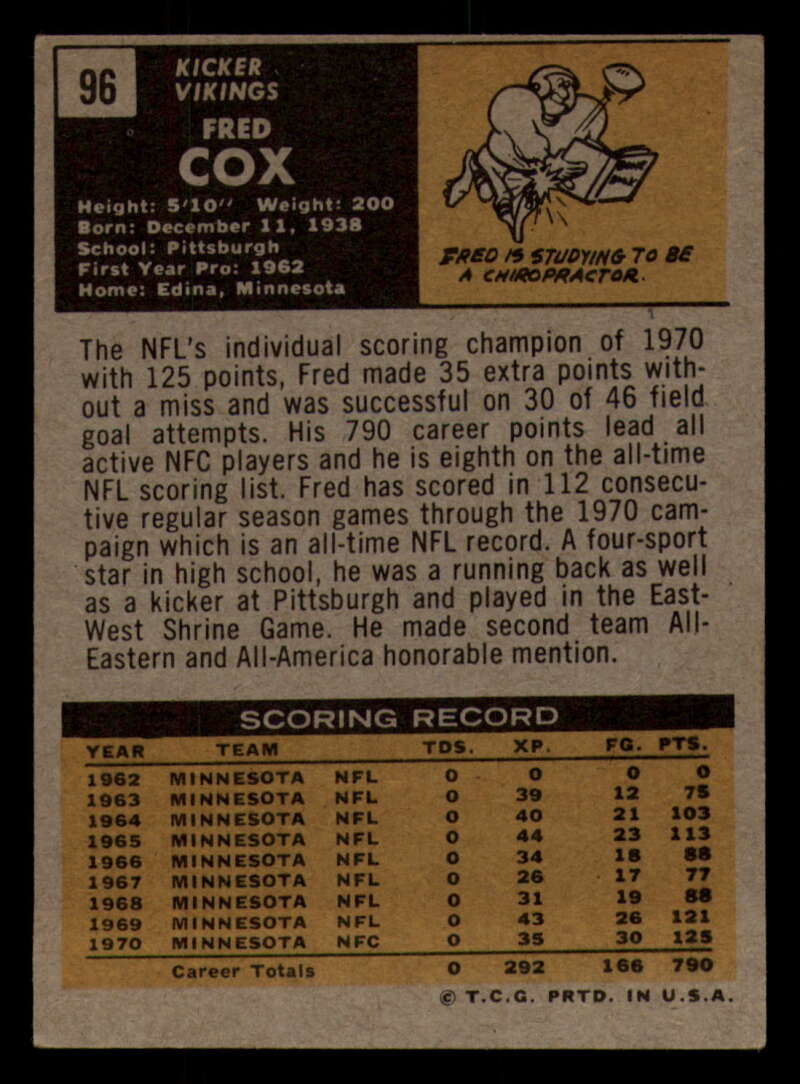 96
KICKER
VIKINGS
FRED
COX
Height: 5'10" Weight: 200
Born: December 11, 1938
School: Pittsburgh
First Year Pro: 1962
Home: Edina, Minnesota
FRED IS STUDYING TO BE
A CHIROPRACTOR.
The NFL's individual scoring champion of 1970
with 125 points, Fred made 35 extra points with-
out a miss and was successful on 30 of 46 field
goal attempts. His 790 career points lead all
active NFC players and he is eighth on the all-time
NFL scoring list. Fred has scored in 112 consecu-
tive regular season games through the 1970 cam-
paign which is an all-time NFL record. A four-sport
star in high school, he was a running back as well
as a kicker at Pittsburgh and played in the East-
West Shrine Game. He made second team All-
Eastern and All-America honorable mention.
SCORING RECORD
YEAR TEAM TDS. XP. FG. PTS.
1962 MINNESOTA NFL 0 0 0 0
1963 MINNESOTA NFL 0 39 12 75
1964 MINNESOTA NFL 0 40 21 103
1965 MINNESOTA NFL 0 44 23 113
1966 MINNESOTA NFL 0 34 18 88
1967 MINNESOTA NFL 0 26 17 77
1968 MINNESOTA NFL 0 31 19 88
1969 MINNESOTA NFL 0 43 26 121
1970 MINNESOTA NFC 0 35 30 125
Career Totals 0 292 166 790
© T.C.G. PRTD. IN U.S.A.